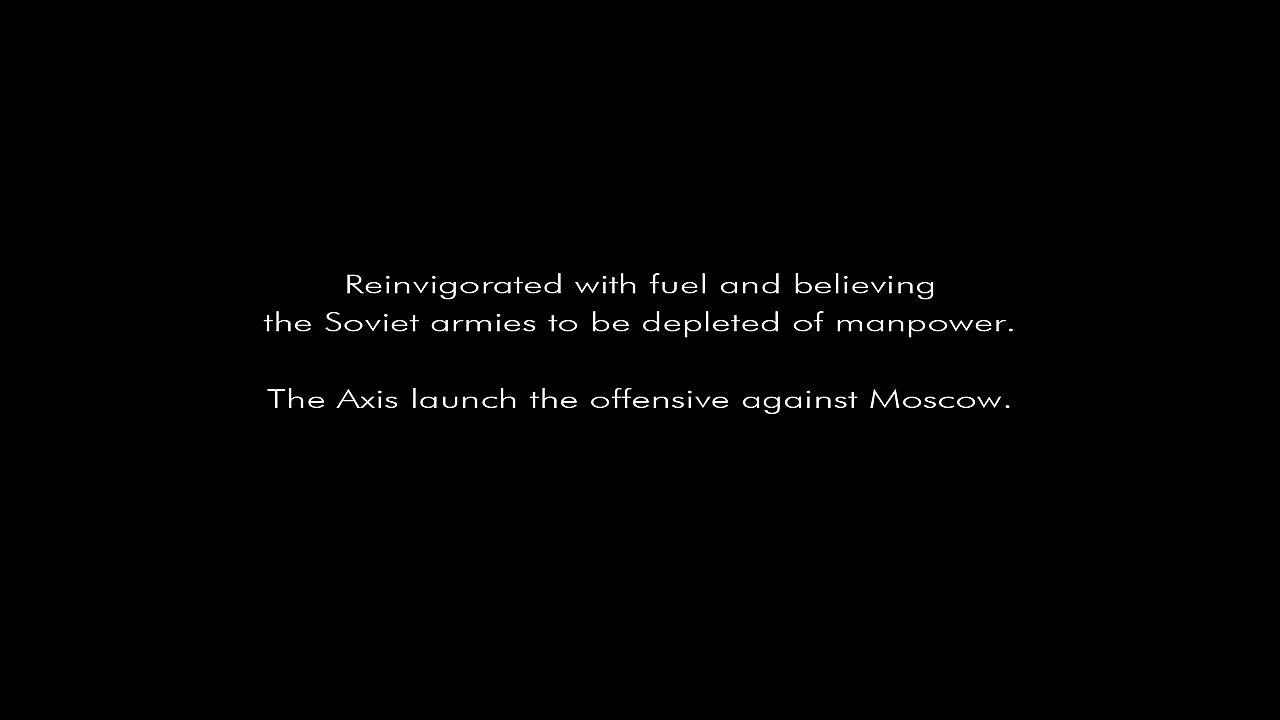 Reinvigorated with fuel and believing
the Soviet armies to be depleted of manpower.
The Axis launch the offensive against Moscow.